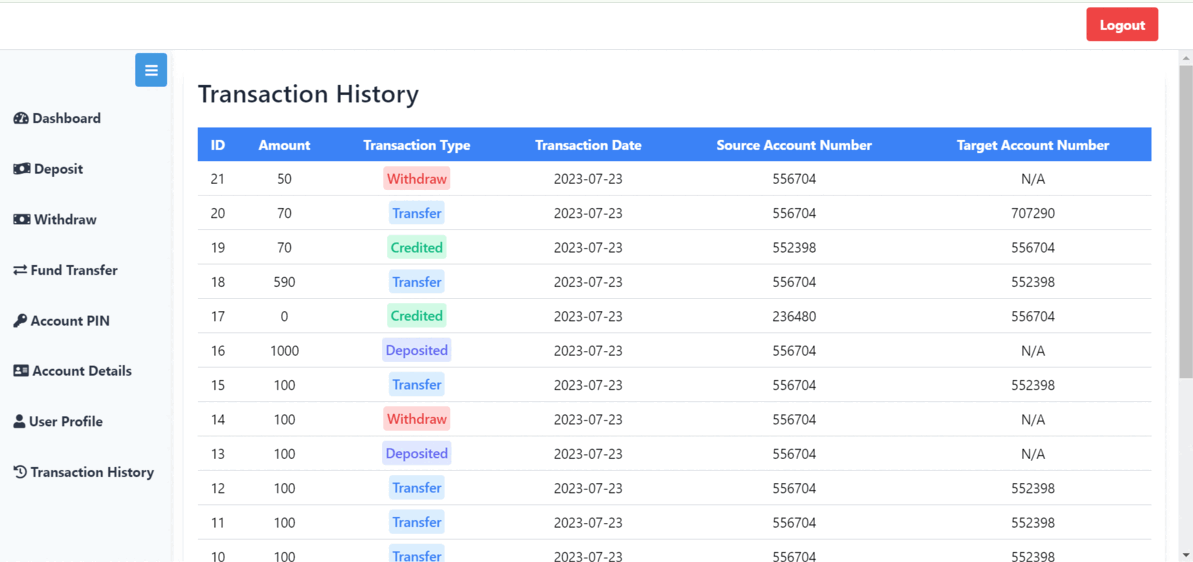 Logout
Dashboard
Deposit
Withdraw
Fund Transfer
Account PIN
Account Details
User Profile
Transaction History
Transaction History
ID Amount Transaction Type Transaction Date Source Account Number Target Account Number
21 50 Withdraw 2023-07-23 556704 N/A
20 70 Transfer 2023-07-23 556704 707290
19 70 Credited 2023-07-23 552398 556704
18 590 Transfer 2023-07-23 556704 552398
17 0 Credited 2023-07-23 236480 556704
16 1000 Deposited 2023-07-23 556704 N/A
15 100 Transfer 2023-07-23 556704 552398
14 100 Withdraw 2023-07-23 556704 N/A
13 100 Deposited 2023-07-23 556704 N/A
12 100 Transfer 2023-07-23 556704 552398
11 100 Transfer 2023-07-23 556704 552398
10 100 Transfer 2023-07-23 556704 552398